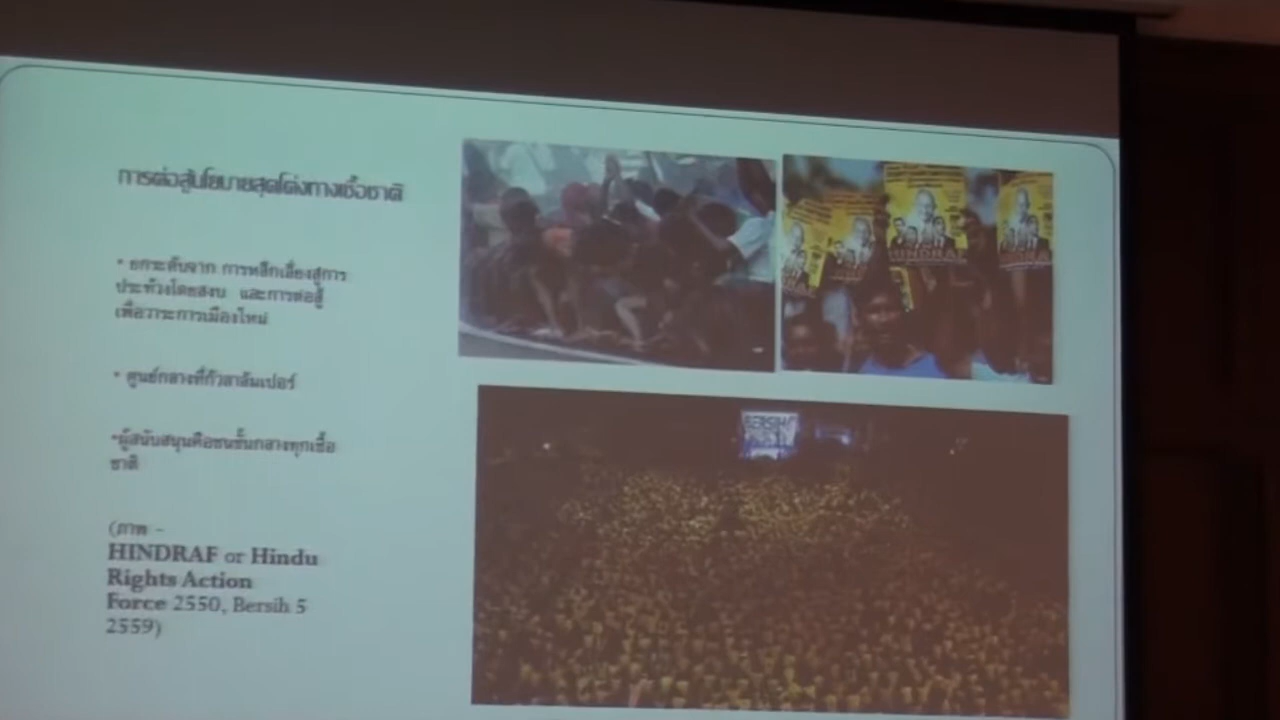 การต่อสู้นโยบายสุดโต่งทางเชื้อชาติ
* ยกระดับจาก การหลีกเลี่ยงสู่การ
ประท้วงโดยสงบ และการต่อสู้
เพื่อวาระการเมืองใหม่
* ศูนย์กลางที่กัวลาลัมเปอร์
*ผู้สนับสนุนคือชนชั้นกลางทุกเชื้อ
ชาติ
(ภาพ -
HINDRAF or Hindu
Rights Action
Force 2550, Bersih 5
2559)
HINDRAF